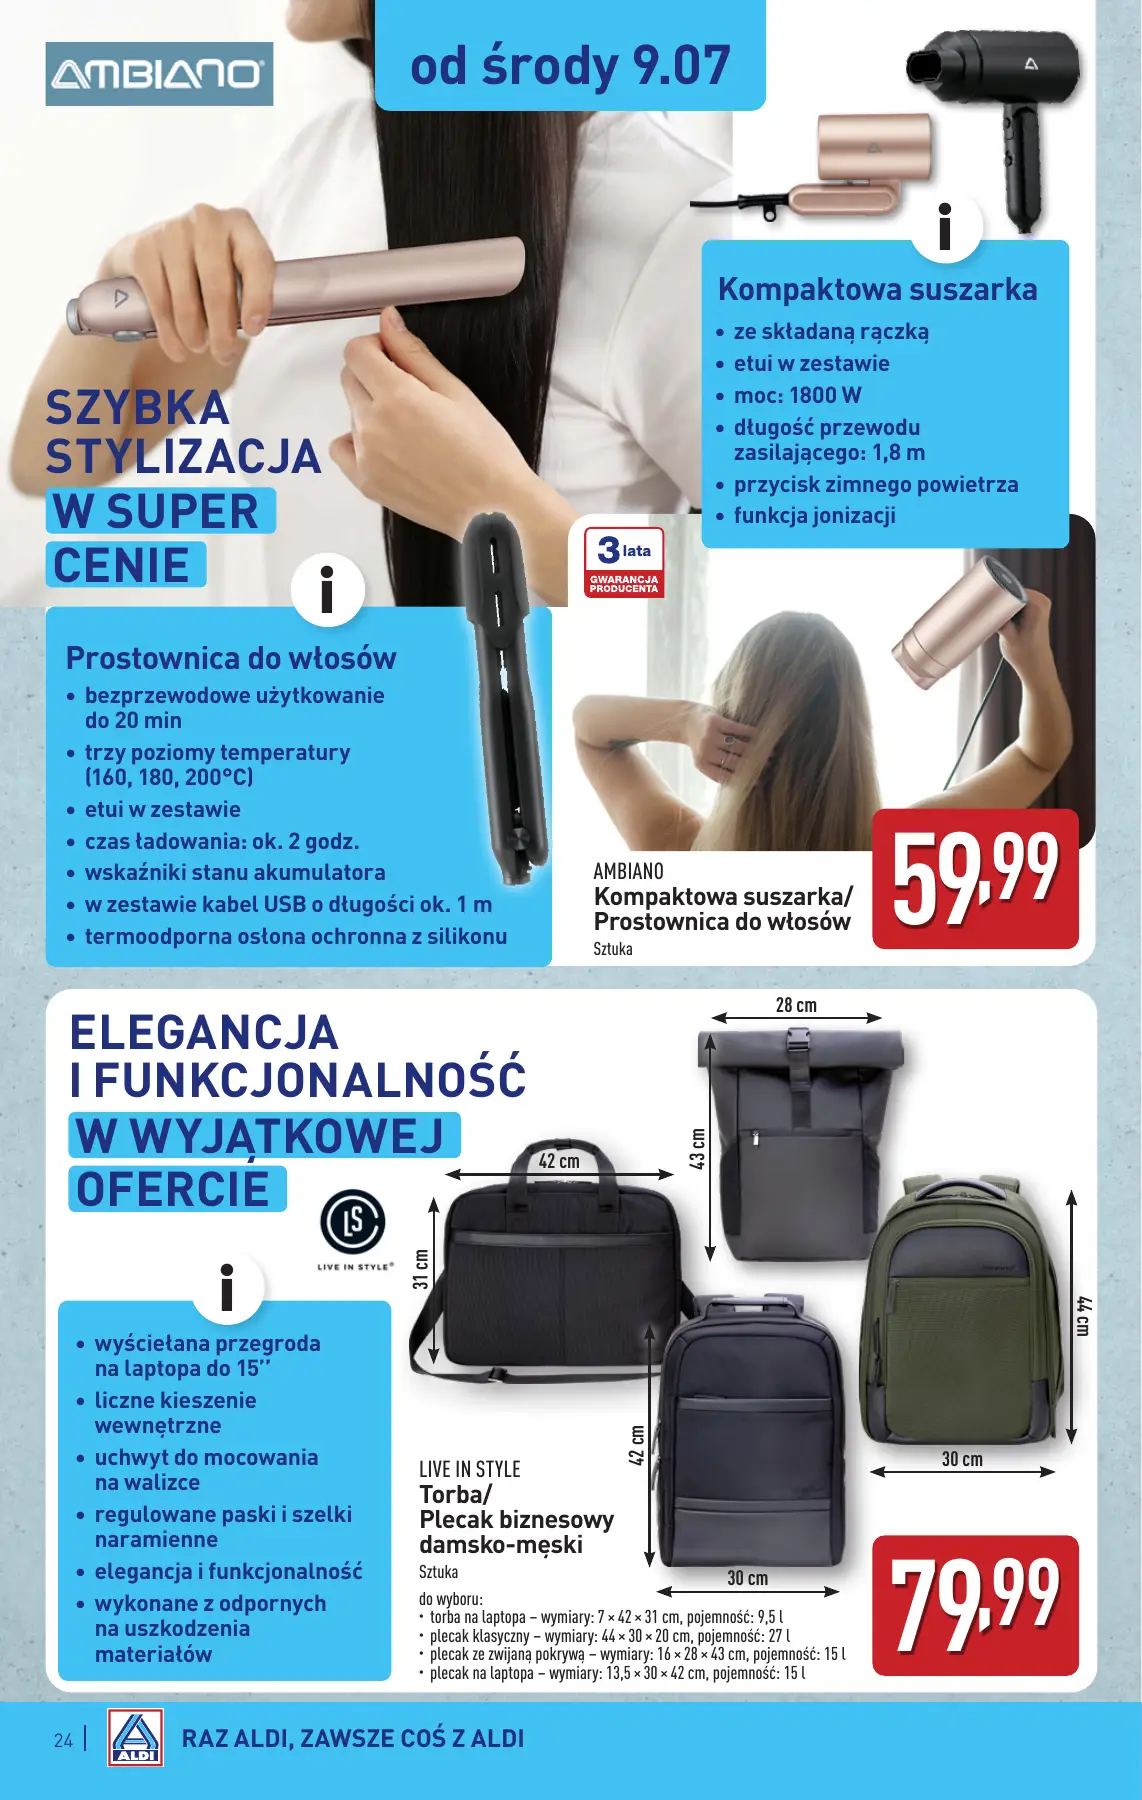 AMBIANO®
od środy 9.07
SZYBKA
STYLIZACJA
W SUPER
CENIE
Kompaktowa suszarka
• ze składaną rączką
• etui w zestawie
• moc: 1800 W
• długość przewodu
zasilającego: 1,8 m
• przycisk zimnego powietrza
• funkcja jonizacji
Prostownica do włosów
• bezprzewodowe użytkowanie
do 20 min
• trzy poziomy temperatury
(160, 180, 200°C)
• etui w zestawie
• czas ładowania: ok. 2 godz.
• wskaźniki stanu akumulatora
• w zestawie kabel USB o długości ok. 1 m
• termoodporna osłona ochronna z silikonu
3 lata
GWARANCJA
PRODUCENTA
AMBIANO
Kompaktowa suszarka/
Prostownica do włosów
Sztuka
59,99
ELEGANCJA
I FUNKCJONALNOŚĆ
W WYJĄTKOWEJ
OFERCIE
LS
LIVE IN STYLE®
• wyściełana przegroda
na laptopa do 15’’
• liczne kieszenie
wewnętrzne
• uchwyt do mocowania
na walizce
• regulowane paski i szelki
naramienne
• elegancja i funkcjonalność
• wykonane z odpornych
na uszkodzenia
materiałów
28 cm
43 cm
42 cm
31 cm
44 cm
30 cm
42 cm
30 cm
LIVE IN STYLE
Torba/
Plecak biznesowy
damsko-męski
Sztuka
do wyboru:
• torba na laptopa – wymiary: 7 × 42 × 31 cm, pojemność: 9,5 l
• plecak klasyczny – wymiary: 44 × 30 × 20 cm, pojemność: 27 l
• plecak ze zwijaną pokrywą – wymiary: 16 × 28 × 43 cm, pojemność: 15 l
• plecak na laptopa – wymiary: 13,5 × 30 × 42 cm, pojemność: 15 l
79,99
24
ALDI
RAZ ALDI, ZAWSZE COŚ Z ALDI